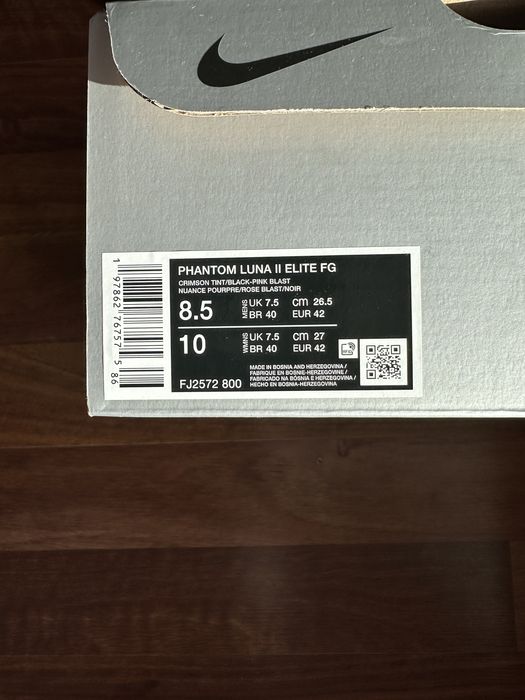 PHANTOM LUNA II ELITE FG
CRIMSON TINT/BLACK-PINK BLAST
NUANCE POURPRE/ROSE BLAST/NOIR
8.5 MENS UK 7.5 cm 26.5
BR 40 EUR 42
10 WMNS UK 7.5 cm 27
BR 40 EUR 42
FJ2572 800
MADE IN BOSNIA AND HERZEGOVINA /
FABRIQUE EN BOSNIE-HERZEGOVINE /
FABRICADO NA BÓSNIA E HERZEGOVINA /
HECHO EN BOSNIA-HERZEGOVINA
1 97862 76757 5 86